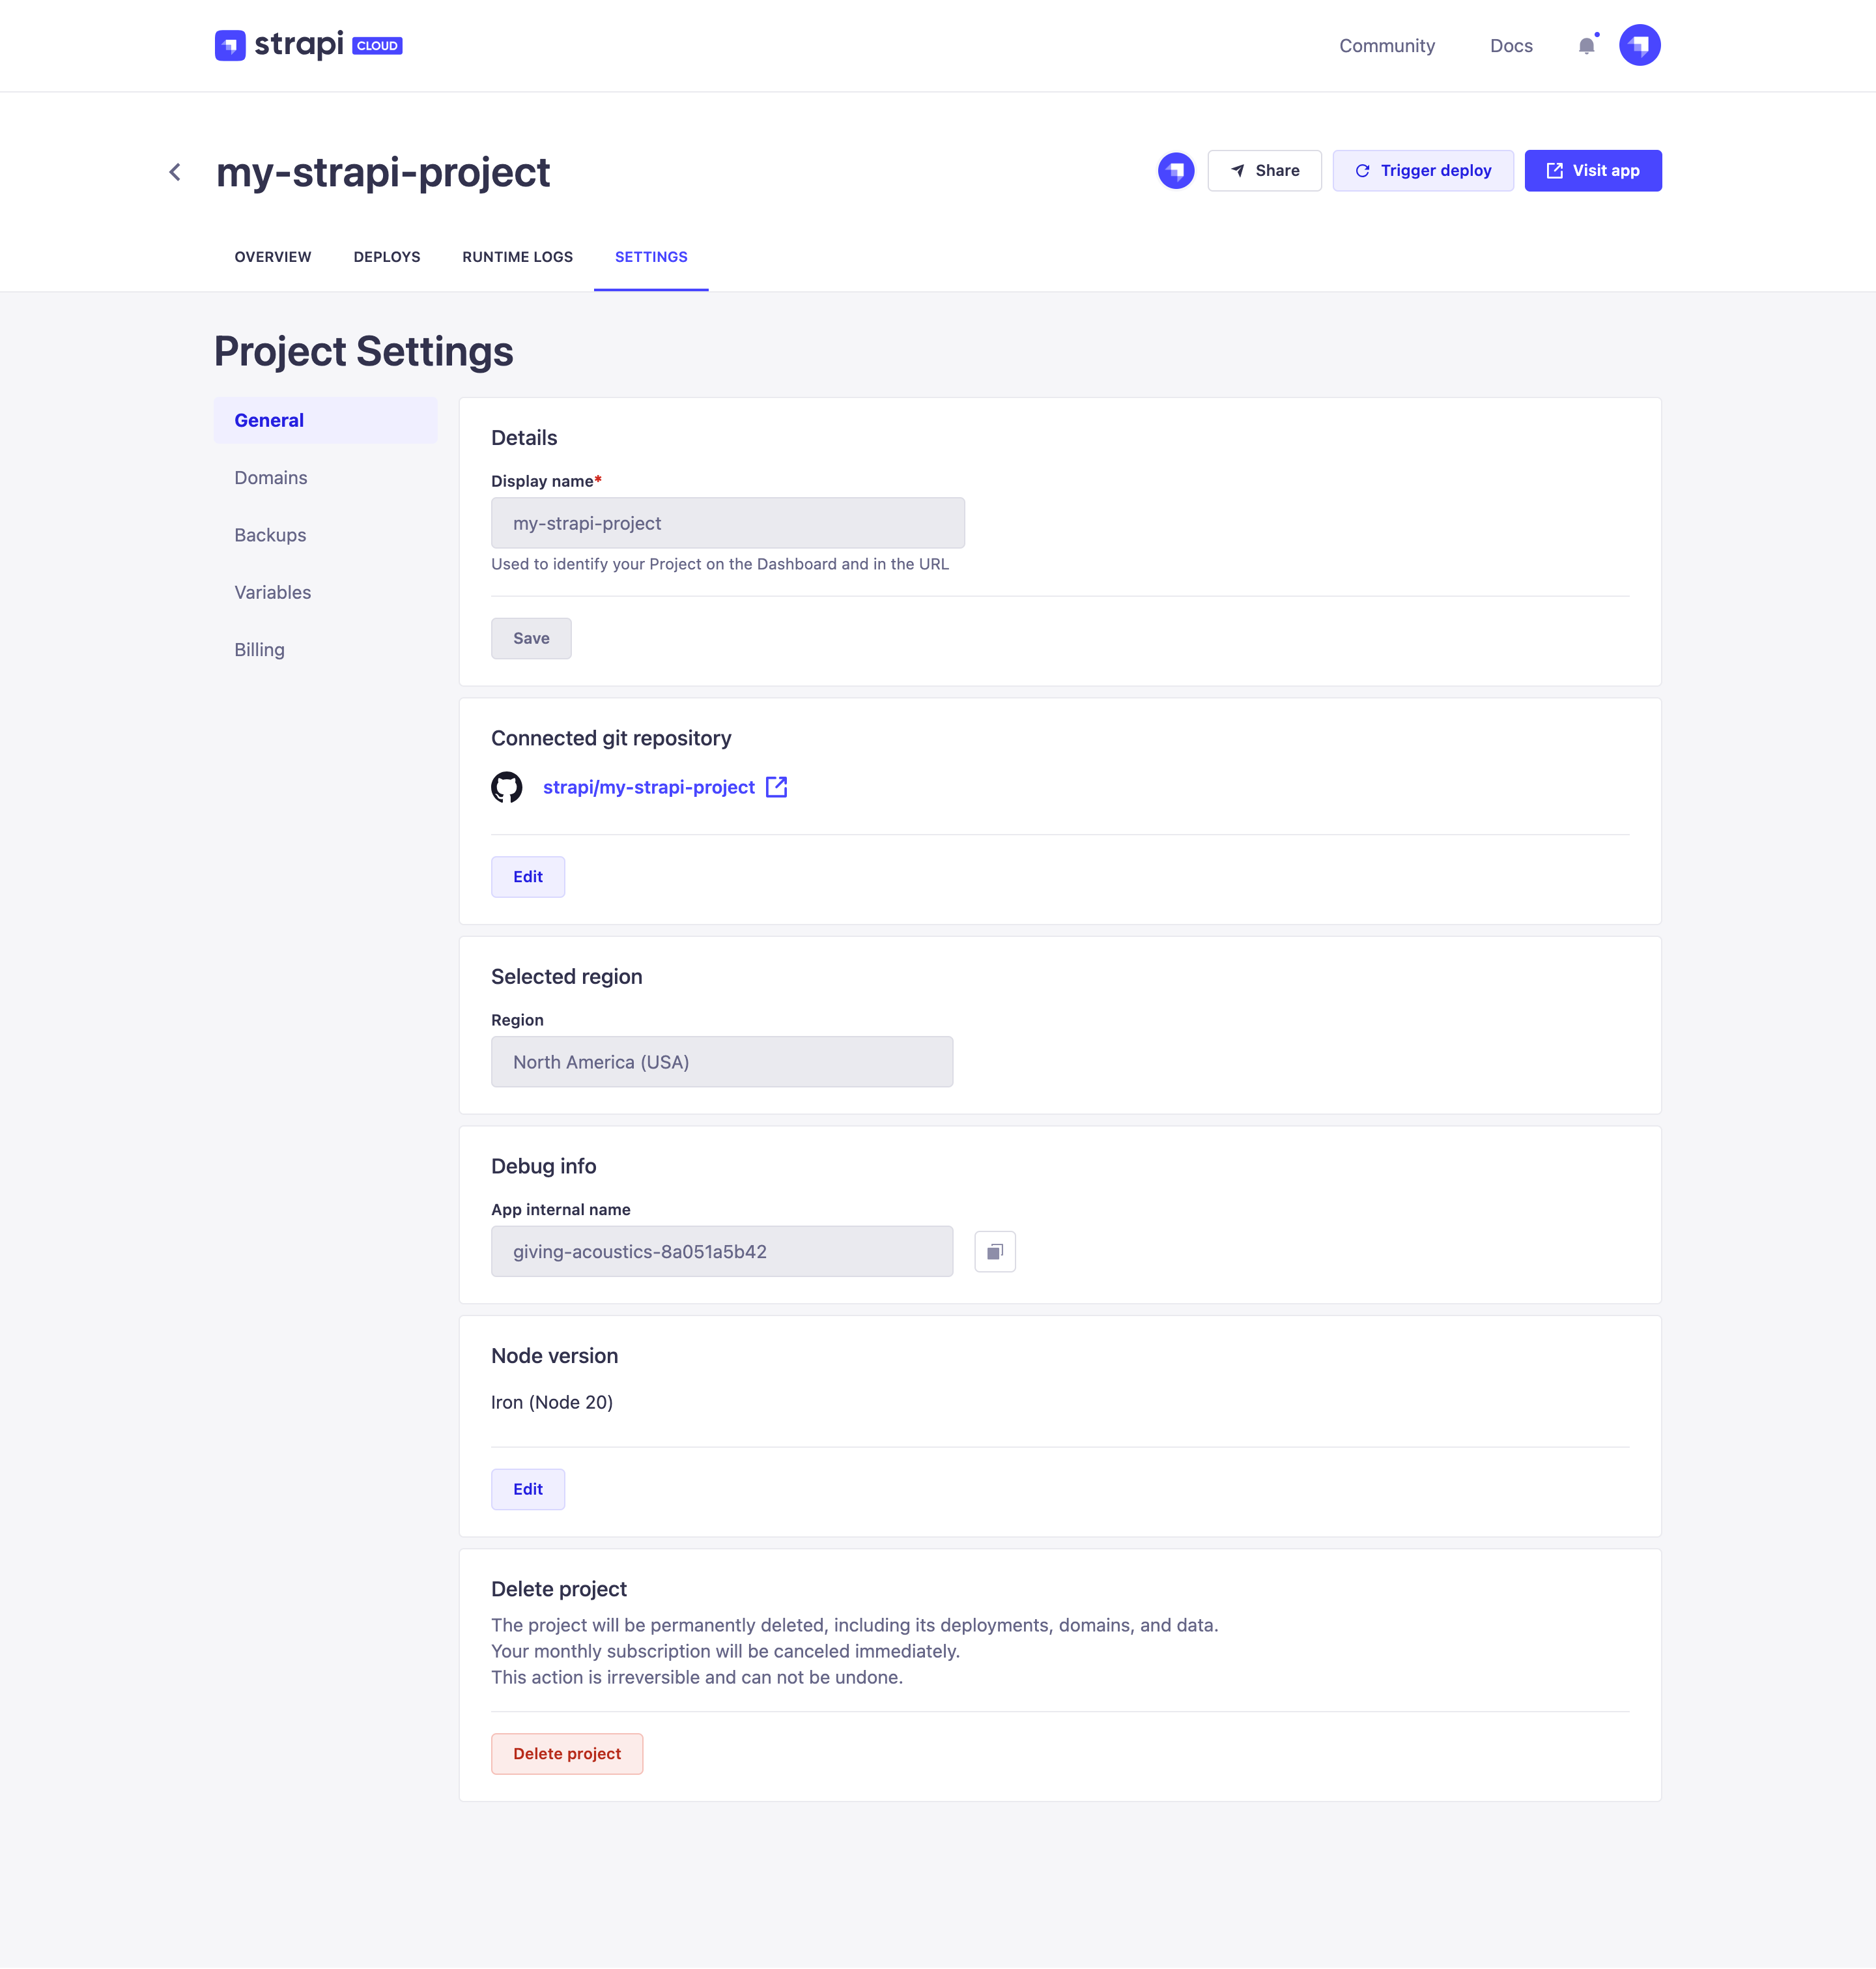 strapi CLOUD
Community Docs
my-strapi-project
Share Trigger deploy Visit app
OVERVIEW DEPLOYS RUNTIME LOGS SETTINGS
Project Settings
General
Domains
Backups
Variables
Billing
Details
Display name*
my-strapi-project
Used to identify your Project on the Dashboard and in the URL
Save
Connected git repository
strapi/my-strapi-project
Edit
Selected region
Region
North America (USA)
Debug info
App internal name
giving-acoustics-8a051a5b42
Node version
Iron (Node 20)
Edit
Delete project
The project will be permanently deleted, including its deployments, domains, and data.
Your monthly subscription will be canceled immediately.
This action is irreversible and can not be undone.
Delete project